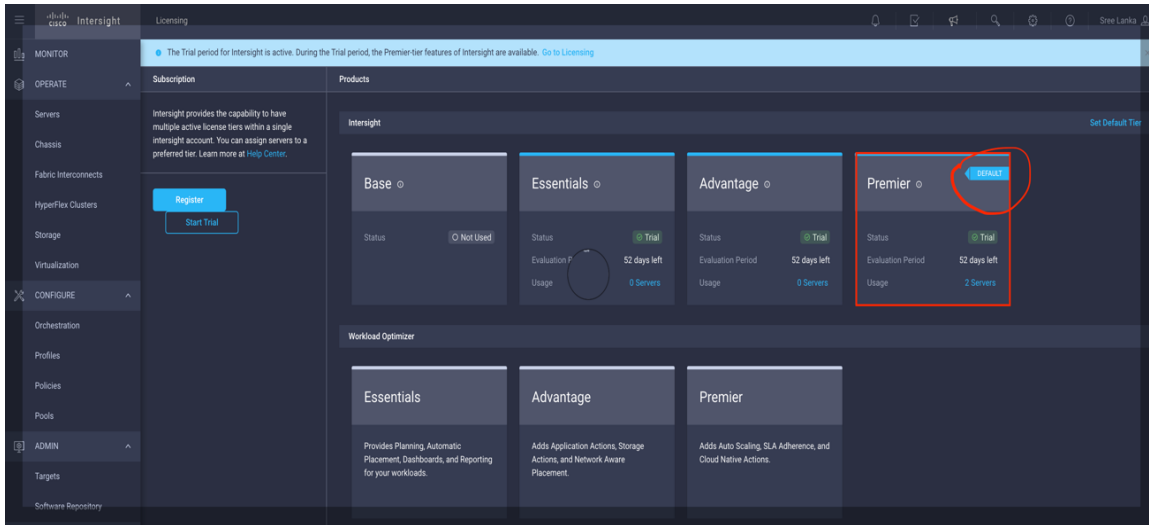 cisco Intersight
Licensing
Sree Lanka
MONITOR
OPERATE
Servers
Chassis
Fabric Interconnects
HyperFlex Clusters
Storage
Virtualization
CONFIGURE
Orchestration
Profiles
Policies
Pools
ADMIN
Targets
Software Repository
The Trial period for Intersight is active. During the Trial period, the Premier-tier features of Intersight are available. Go to Licensing
Subscription
Intersight provides the capability to have
multiple active license tiers within a single
intersight account. You can assign servers to a
preferred tier. Learn more at Help Center.
Register
Start Trial
Products
Intersight
Set Default Tier
Base
Status Not Used
Essentials
Status Trial
Evaluation 52 days left
Usage 0 Servers
Advantage
Status Trial
Evaluation Period 52 days left
Usage 0 Servers
Premier
DEFAULT
Status Trial
Evaluation Period 52 days left
Usage 2 Servers
Workload Optimizer
Essentials
Provides Planning, Automatic
Placement, Dashboards, and Reporting
for your workloads.
Advantage
Adds Application Actions, Storage
Actions, and Network Aware
Placement.
Premier
Adds Auto Scaling, SLA Adherence, and
Cloud Native Actions.